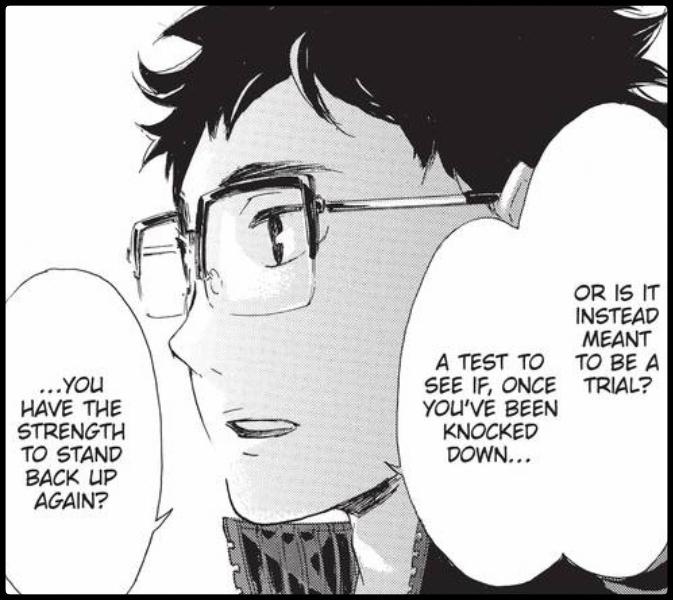 OR IS IT
INSTEAD
MEANT
TO BE A
TRIAL?
A TEST TO
SEE IF, ONCE
YOU'VE BEEN
KNOCKED
DOWN...
...YOU
HAVE THE
STRENGTH
TO STAND
BACK UP
AGAIN?